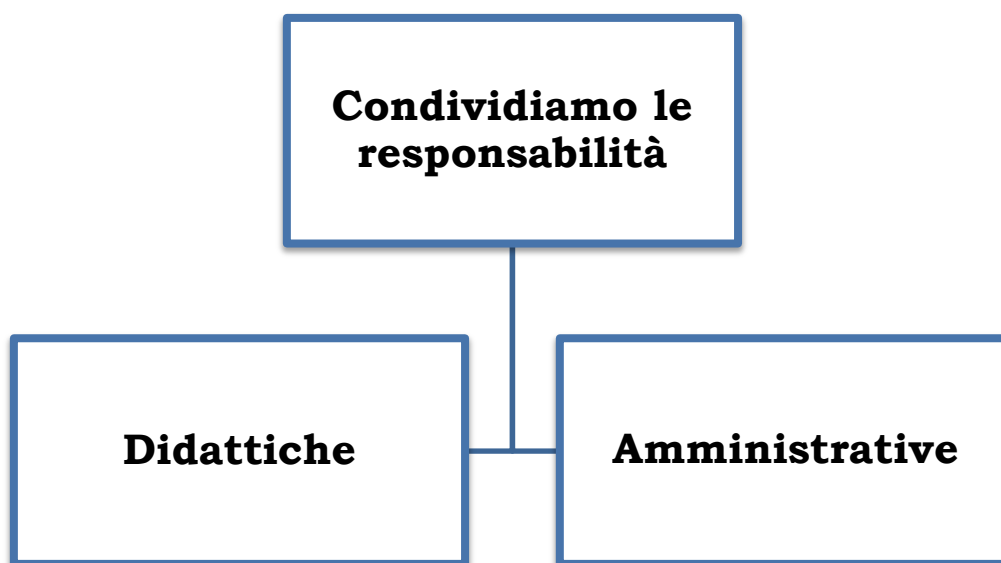 Condividiamo le
responsabilità
Didattiche
Amministrative